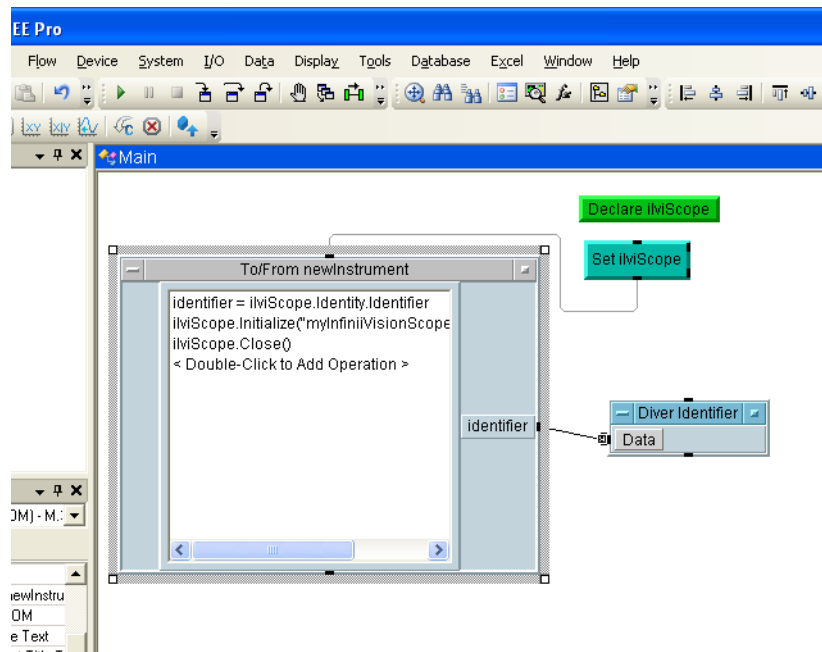 EE Pro
Flow Device System I/O Data Display Tools Database Excel Window Help
Main
Declare ilviScope
Set ilviScope
To/From newInstrument
identifier = ilviScope.Identity.Identifier
ilviScope.Initialize("myInfiniiVisionScope
ilviScope.Close()
< Double-Click to Add Operation >
identifier
Diver Identifier
Data
OM) - M.:
newInstru
OM
e Text